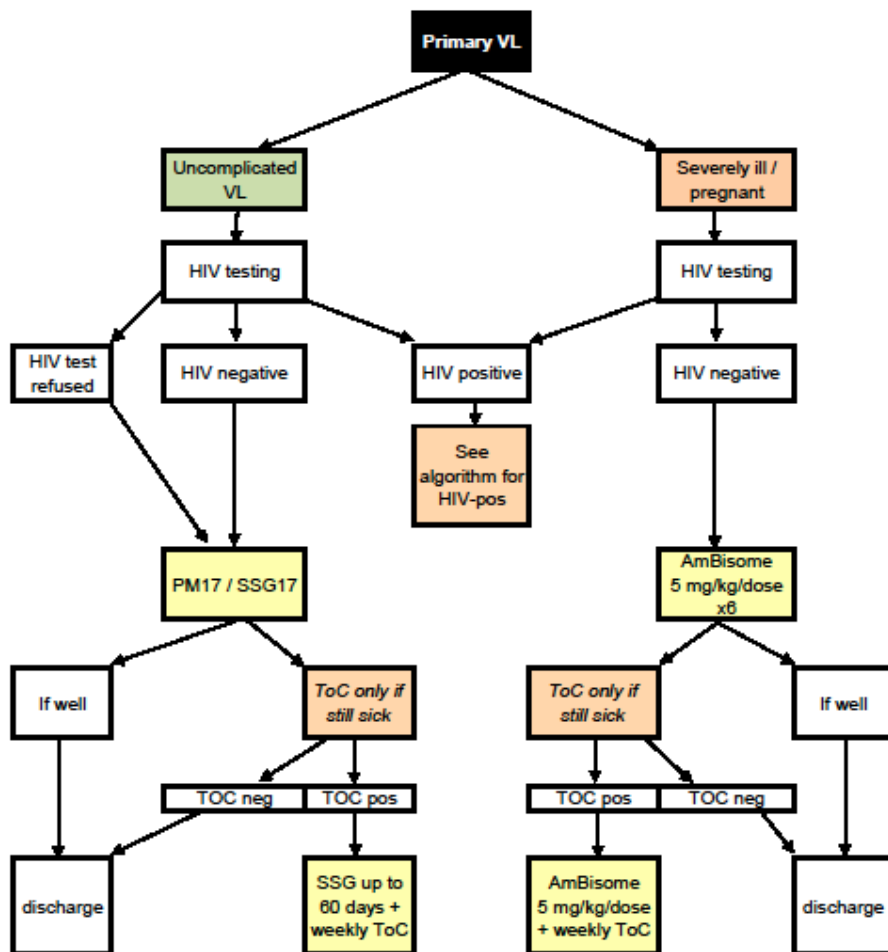 Primary VL
Uncomplicated
VL
Severely ill /
pregnant
HIV testing
HIV testing
HIV test
refused
HIV negative
HIV positive
HIV negative
See
algorithm for
HIV-pos
PM17 / SSG17
AmBisome
5 mg/kg/dose
x6
If well
ToC only if
still sick
ToC only if
still sick
If well
TOC neg
TOC pos
TOC pos
TOC neg
discharge
SSG up to
60 days +
weekly ToC
AmBisome
5 mg/kg/dose
+ weekly ToC
discharge